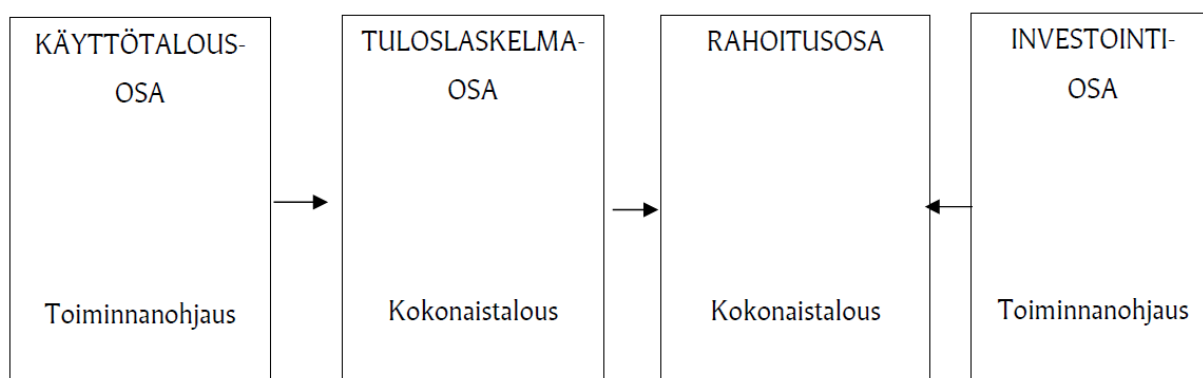 KÄYTTÖTALOUS-
OSA
Toiminnanohjaus
TULOSLASKELMA-
OSA
Kokonaistalous
RAHOITUSOSA
Kokonaistalous
INVESTOINTI-
OSA
Toiminnanohjaus